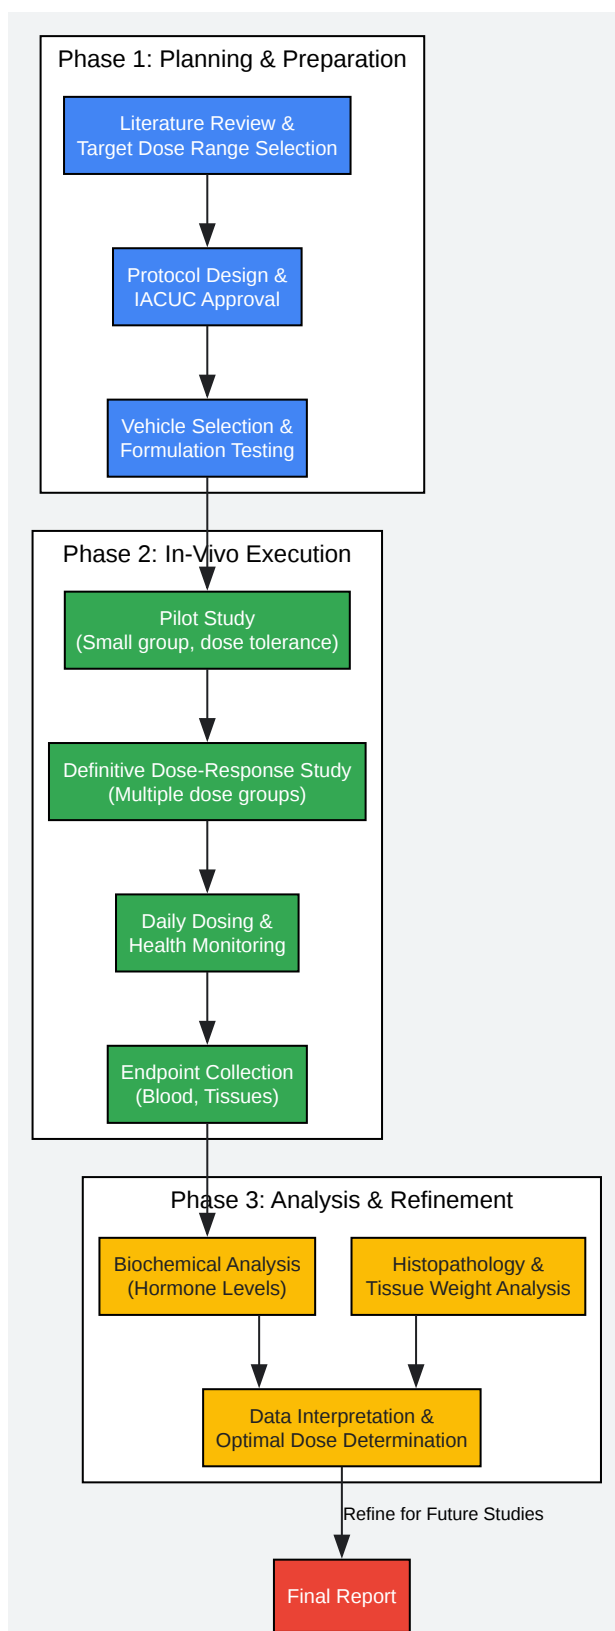 Phase 1: Planning & Preparation
Literature Review &
Target Dose Range Selection
Protocol Design &
IACUC Approval
Vehicle Selection &
Formulation Testing
Phase 2: In-Vivo Execution
Pilot Study
(Small group, dose tolerance)
Definitive Dose-Response Study
(Multiple dose groups)
Daily Dosing &
Health Monitoring
Endpoint Collection
(Blood, Tissues)
Phase 3: Analysis & Refinement
Biochemical Analysis
(Hormone Levels)
Histopathology &
Tissue Weight Analysis
Data Interpretation &
Optimal Dose Determination
Refine for Future Studies
Final Report